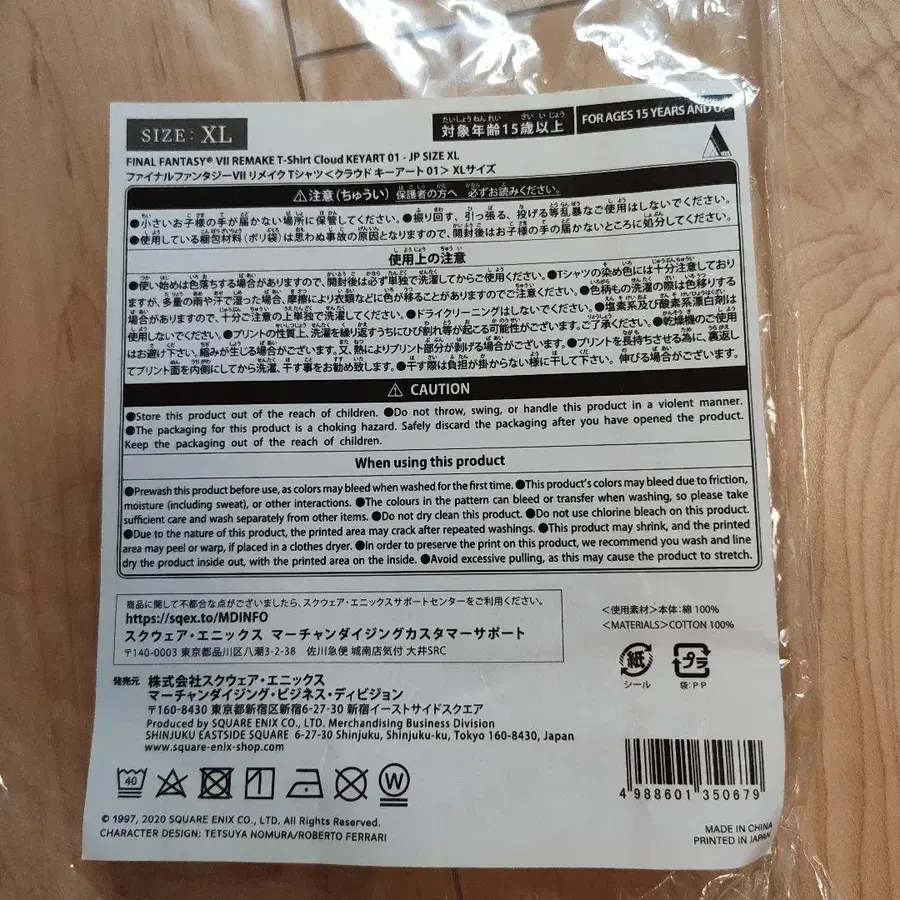 SIZE: XL
対象年齢15歳以上
FOR AGES 15 YEARS AND UP
FINAL FANTASY® VII REMAKE T-Shirt Cloud KEYART 01 - JP SIZE XL
ファイナルファンタジーVII リメイク Tシャツ＜クラウド キーアート 01＞ XLサイズ
⚠注意（ちゅうい） 保護者の方へ 必ずお読みください。
●小さいお子様の手が届かない場所に保管してください。●振り回す、引っ張る、投げる等乱暴なご使用はしないでください。
●使用している梱包材料（ポリ袋）は思わぬ事故の原因となりますので、開封後はお子様の手の届かないところに処分してください。
使用上の注意
●使い始めは色落ちする場合がありますので、開封後は必ず単独で洗濯してからご使用ください。●Tシャツの染め色には十分注意しており
ますが、多量の雨や汗で湿った場合、摩擦により衣類などに色が移ることがありますのでご注意ください。●色柄もの洗濯の際は色移りする
場合がありますので、十分ご注意の上単独で洗濯してください。●ドライクリーニングはしないでください。●塩素系及び酸素系漂白剤は
使用しないでください。●プリントの性質上、洗濯を繰り返すうちにひび割れ等が起こる可能性がございます。ご了承ください。●乾燥機のご使用
はお避け下さい。縮みが生じる場合がございます。又、熱によりプリント部分が剥げる場合がございます。●プリントを長持ちさせる為に、裏返し
てプリント面を内側にしてから洗濯、干す事をお勧め致します。●干す際は負担が掛からない様に干して下さい。伸びる場合がございます。
⚠ CAUTION
●Store this product out of the reach of children. ●Do not throw, swing, or handle this product in a violent manner.
●The packaging for this product is a choking hazard. Safely discard the packaging after you have opened the product.
Keep the packaging out of the reach of children.
When using this product
●Prewash this product before use, as colors may bleed when washed for the first time. ●This product's colors may bleed due to friction,
moisture (including sweat), or other interactions. ●The colours in the pattern can bleed or transfer when washing, so please take
sufficient care and wash separately from other items. ●Do not dry clean this product. ●Do not use chlorine bleach on this product.
●Due to the nature of this product, the printed area may crack after repeated washings. ●This product may shrink, and the printed
area may peel or warp, if placed in a clothes dryer. ●In order to preserve the print on this product, we recommend you wash and line
dry the product inside out, with the printed area on the inside. ●Avoid excessive pulling, as this may cause the product to stretch.
商品に関して不都合な点がございましたら、スクウェア・エニックスサポートセンターをご利用ください。
https://sqex.to/MDINFO
スクウェア・エニックス マーチャンダイジングカスタマーサポート
〒140-0003 東京都品川区八潮3-2-38 佐川急便 城南店気付 大井SRC
＜使用素材＞本体：綿 100%
＜MATERIALS＞COTTON 100%
紙
シール
プラ
袋：PP
発売元 株式会社スクウェア・エニックス
マーチャンダイジング・ビジネス・ディビジョン
〒160-8430 東京都新宿区新宿6-27-30 新宿イーストサイドスクエア
Produced by SQUARE ENIX CO., LTD. Merchandising Business Division
SHINJUKU EASTSIDE SQUARE 6-27-30 Shinjuku, Shinjuku-ku, Tokyo 160-8430, Japan
www.square-enix-shop.com
40
W
4 988601 350679
© 1997, 2020 SQUARE ENIX CO., LTD. All Rights Reserved.
CHARACTER DESIGN: TETSUYA NOMURA/ROBERTO FERRARI
MADE IN CHINA
PRINTED IN JAPAN